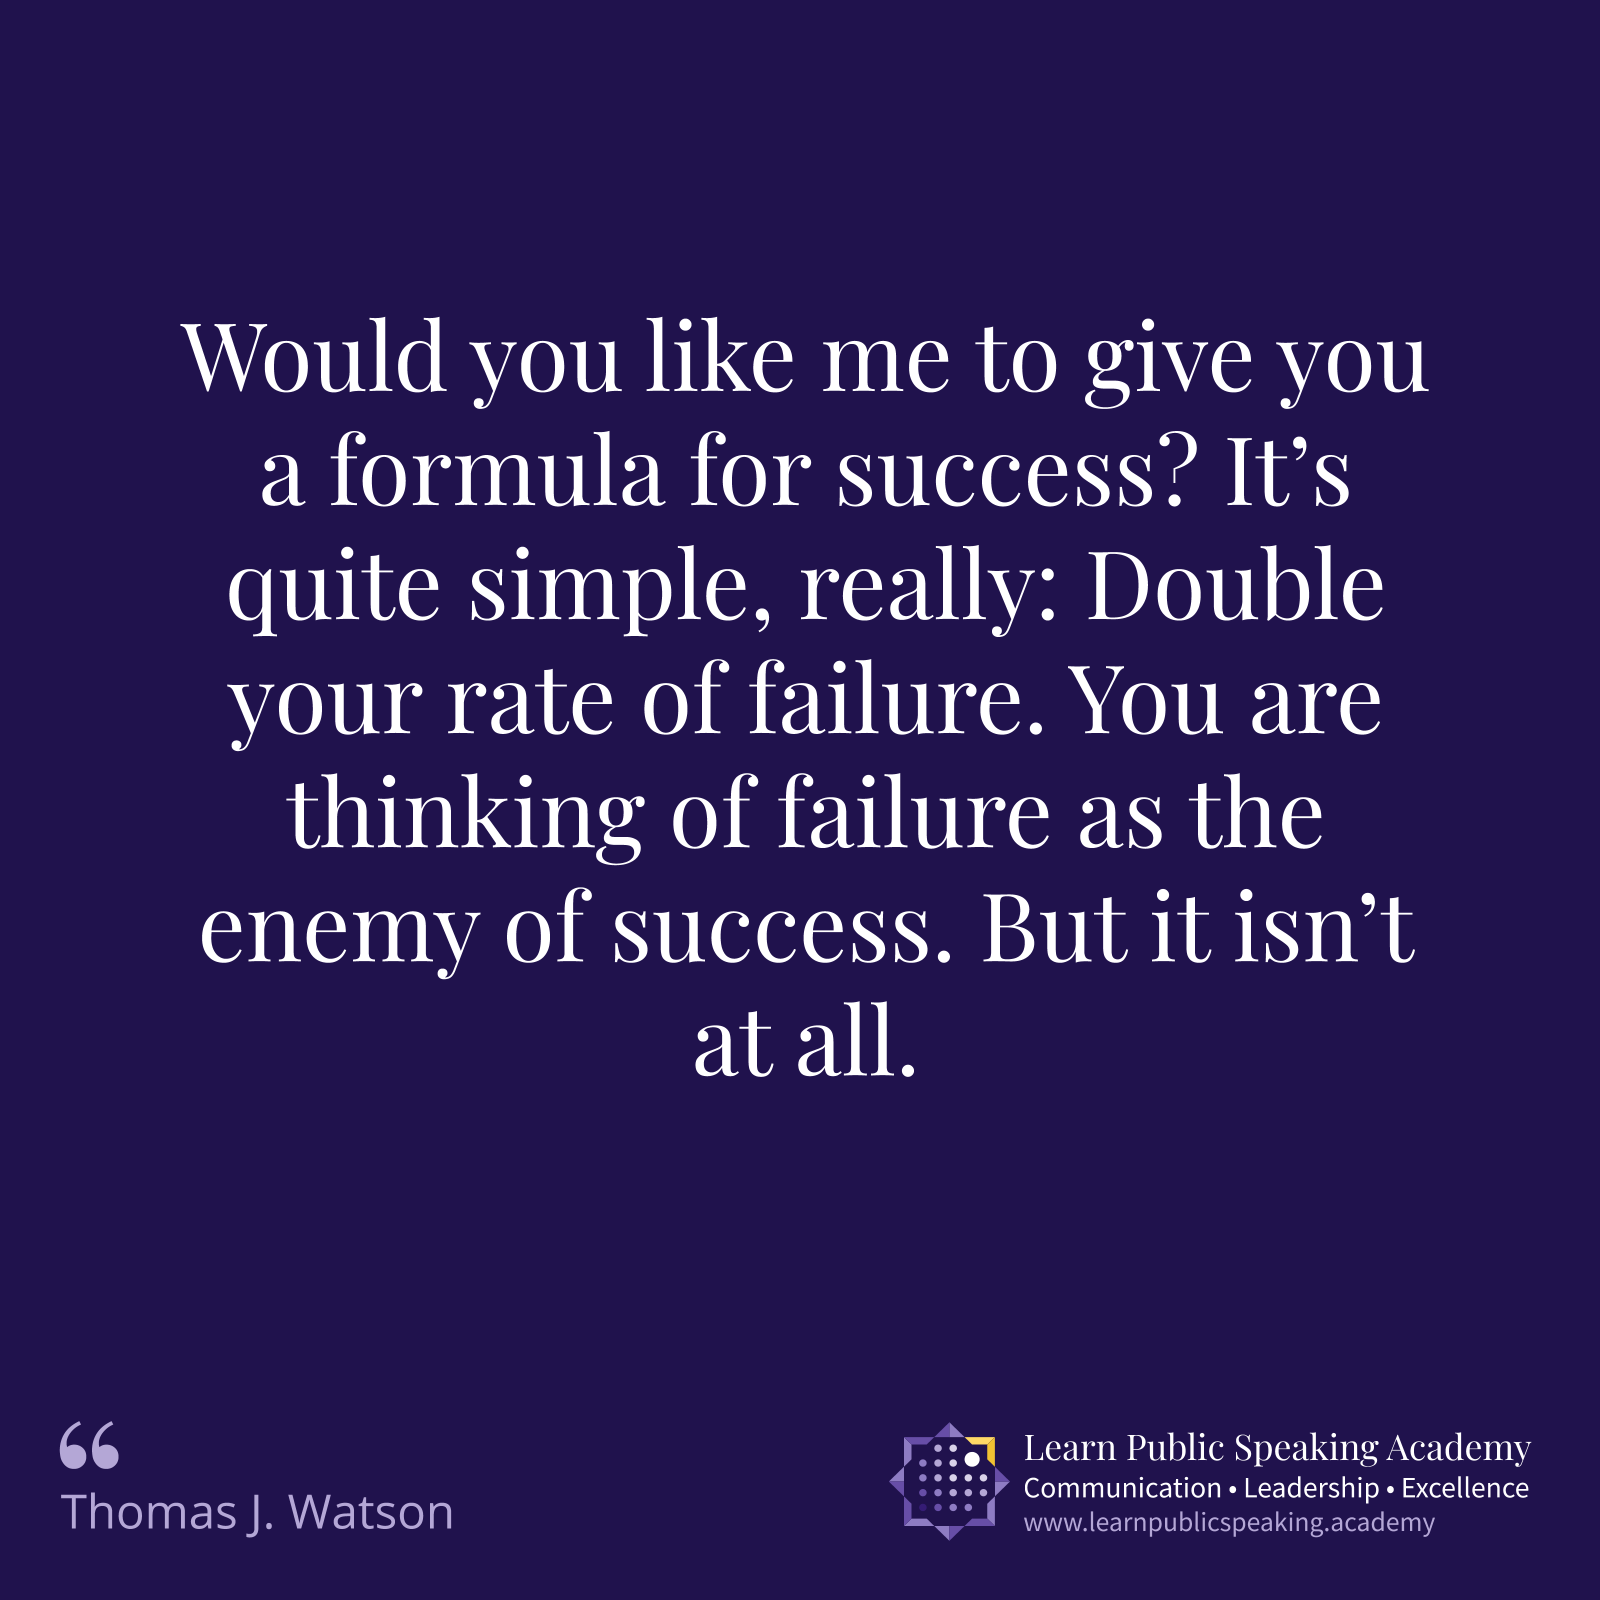 Would you like me to give you
a formula for success? It’s
quite simple, really: Double
your rate of failure. You are
thinking of failure as the
enemy of success. But it isn’t
at all.
“
Thomas J. Watson
Learn Public Speaking Academy
Communication • Leadership • Excellence
www.learnpublicspeaking.academy